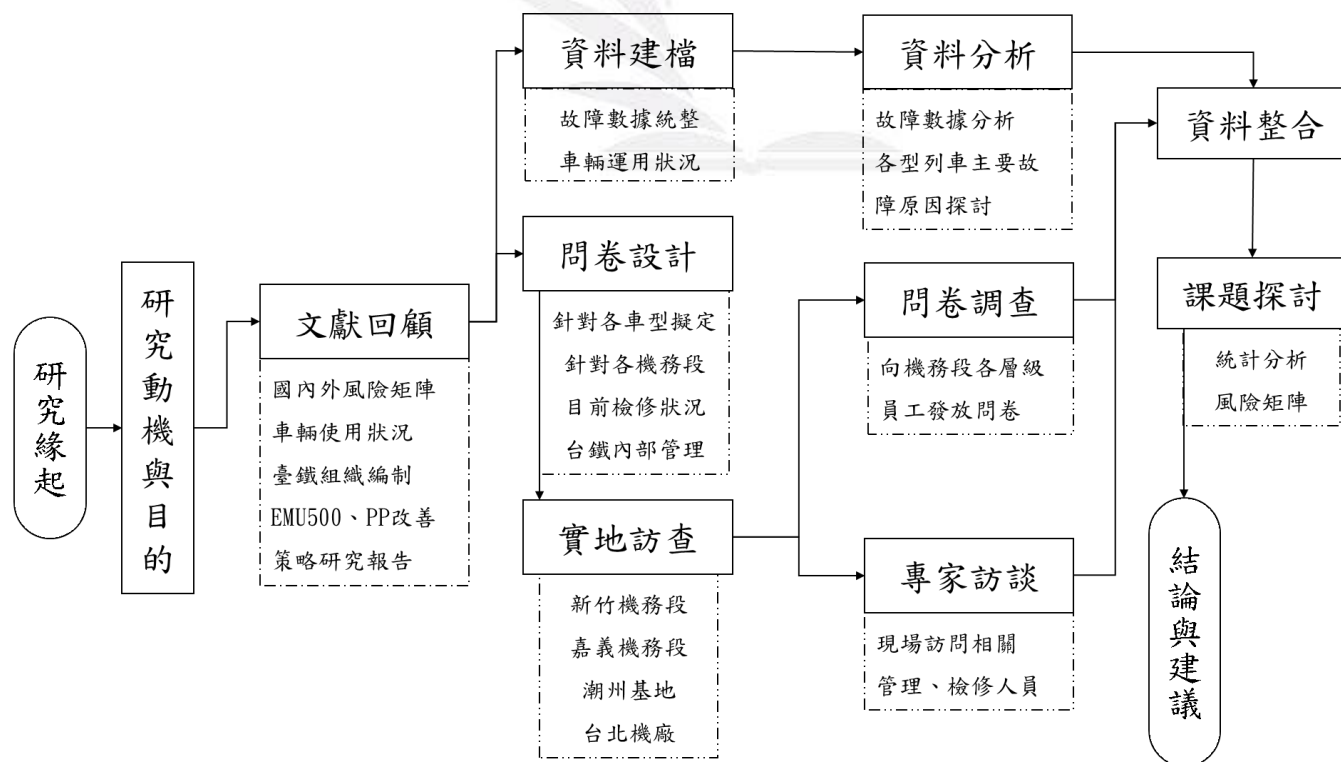 研究緣起
研究動機與目的
文獻回顧
國內外風險矩陣
車輛使用狀況
臺鐵組織編制
EMU500、PP改善
策略研究報告
資料建檔
故障數據統整
車輛運用狀況
問卷設計
針對各車型擬定
針對各機務段
目前檢修狀況
台鐵內部管理
實地訪查
新竹機務段
嘉義機務段
潮州基地
台北機廠
資料分析
故障數據分析
各型列車主要故
障原因探討
問卷調查
向機務段各層級
員工發放問卷
專家訪談
現場訪問相關
管理、檢修人員
資料整合
課題探討
統計分析
風險矩陣
結論與建議